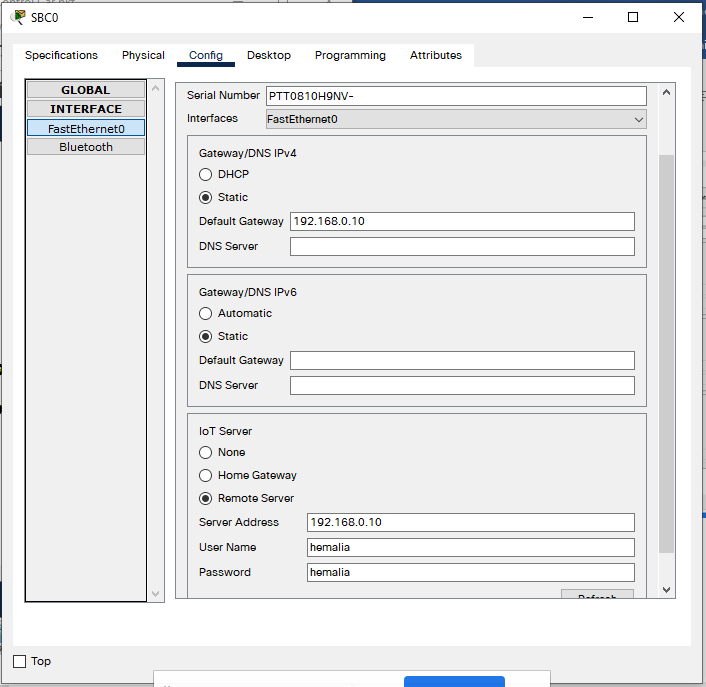 SBC0
Specifications Physical Config Desktop Programming Attributes
GLOBAL
INTERFACE
FastEthernet0
Bluetooth
Serial Number PTT0810H9NV-
Interfaces FastEthernet0
Gateway/DNS IPv4
DHCP
Static
Default Gateway 192.168.0.10
DNS Server
Gateway/DNS IPv6
Automatic
Static
Default Gateway
DNS Server
IoT Server
None
Home Gateway
Remote Server
Server Address 192.168.0.10
User Name hemalia
Password hemalia
Refresh
Top